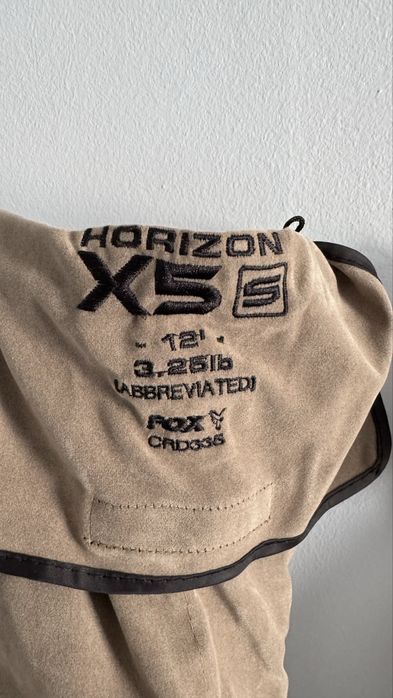 HORIZON
X5 S
- 12' -
3.25lb
(ABBREVIATED)
FOX
CRD335